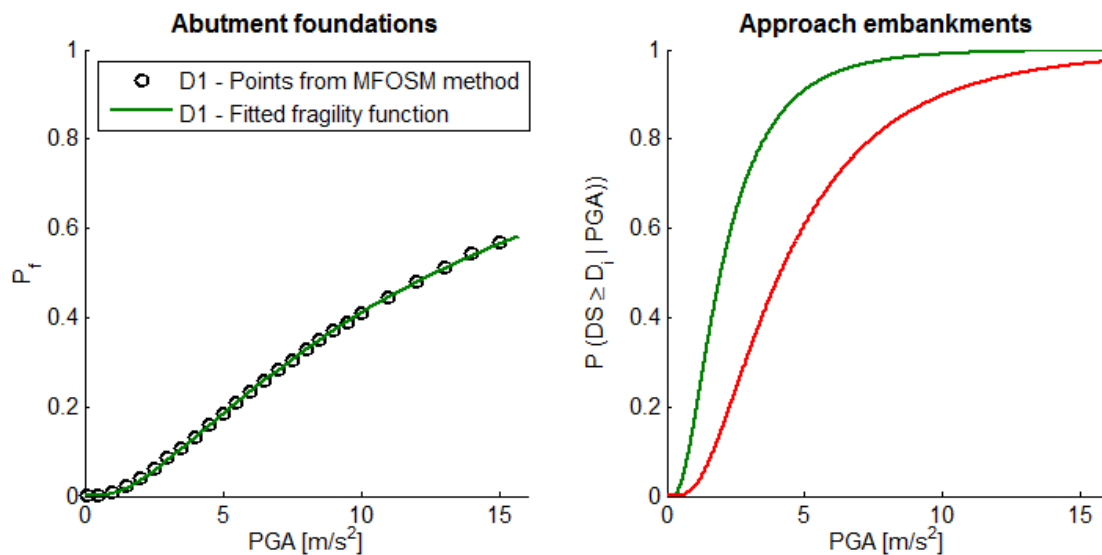 Abutment foundations
1
0.8
0.6
0.4
0.2
0
P_f
D1 - Points from MFOSM method
D1 - Fitted fragility function
0 5 10 15
PGA [m/s²]
Approach embankments
1
0.8
0.6
0.4
0.2
0
P (DS ≥ D_i | PGA))
0 5 10 15
PGA [m/s²]